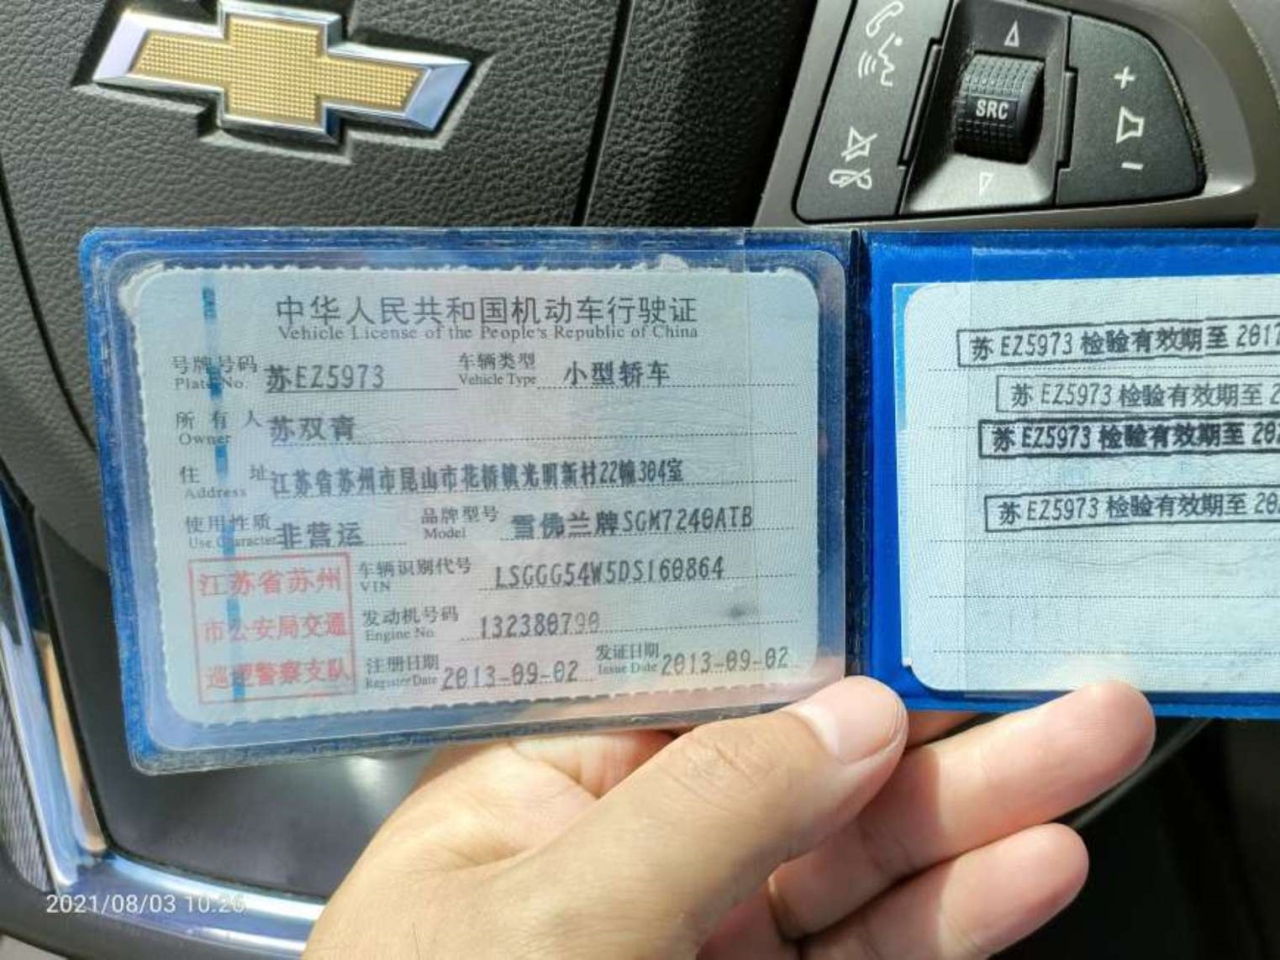 SRC
中华人民共和国机动车行驶证
Vehicle License of the People's Republic of China
号牌号码 苏EZ5973 车辆类型 小型轿车
Plate No. Vehicle Type
所有人 苏双青
Owner
住址 江苏省苏州市昆山市花桥镇光明新村22幢304室
Address
使用性质 非营运 品牌型号 雪佛兰牌SGM7240ATB
Use Character Model
江苏省苏州
市公安局交通
巡逻警察支队
车辆识别代号 LSGGG54W5DS160864
VIN
发动机号码 132380790
Engine No.
注册日期 2013-09-02 发证日期 2013-09-02
Register Date Issue Date
苏EZ5973 检验有效期至 2017
苏EZ5973 检验有效期至 2
苏EZ5973 检验有效期至 20
苏EZ5973 检验有效期至 20
2021/08/03 10:26